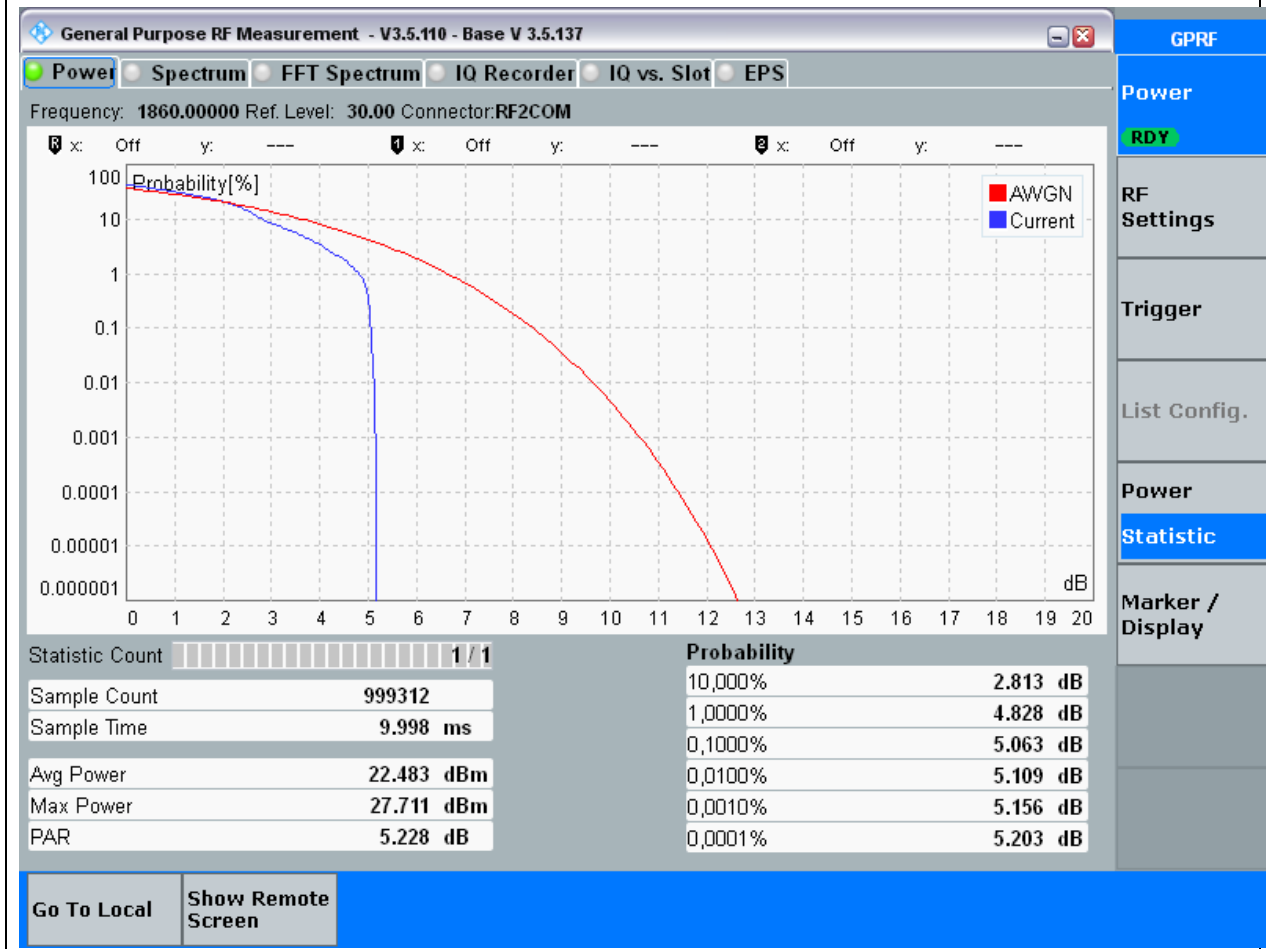 General Purpose RF Measurement - V3.5.110 - Base V 3.5.137
GPRF
Power Spectrum FFT Spectrum IQ Recorder IQ vs. Slot EPS
Frequency: 1860.00000 Ref. Level: 30.00 Connector:RF2COM
R x: Off y: --- 1 x: Off y: --- 2 x: Off y: ---
Probability[%]
AWGN
Current
100
10
1
0.1
0.01
0.001
0.0001
0.00001
0.000001
dB
0 1 2 3 4 5 6 7 8 9 10 11 12 13 14 15 16 17 18 19 20
Statistic Count 1 / 1
Sample Count 999312
Sample Time 9.998 ms
Avg Power 22.483 dBm
Max Power 27.711 dBm
PAR 5.228 dB
Probability
10,000% 2.813 dB
1,0000% 4.828 dB
0,1000% 5.063 dB
0,0100% 5.109 dB
0,0010% 5.156 dB
0,0001% 5.203 dB
Power
RDY
RF
Settings
Trigger
List Config.
Power
Statistic
Marker /
Display
Go To Local
Show Remote
Screen